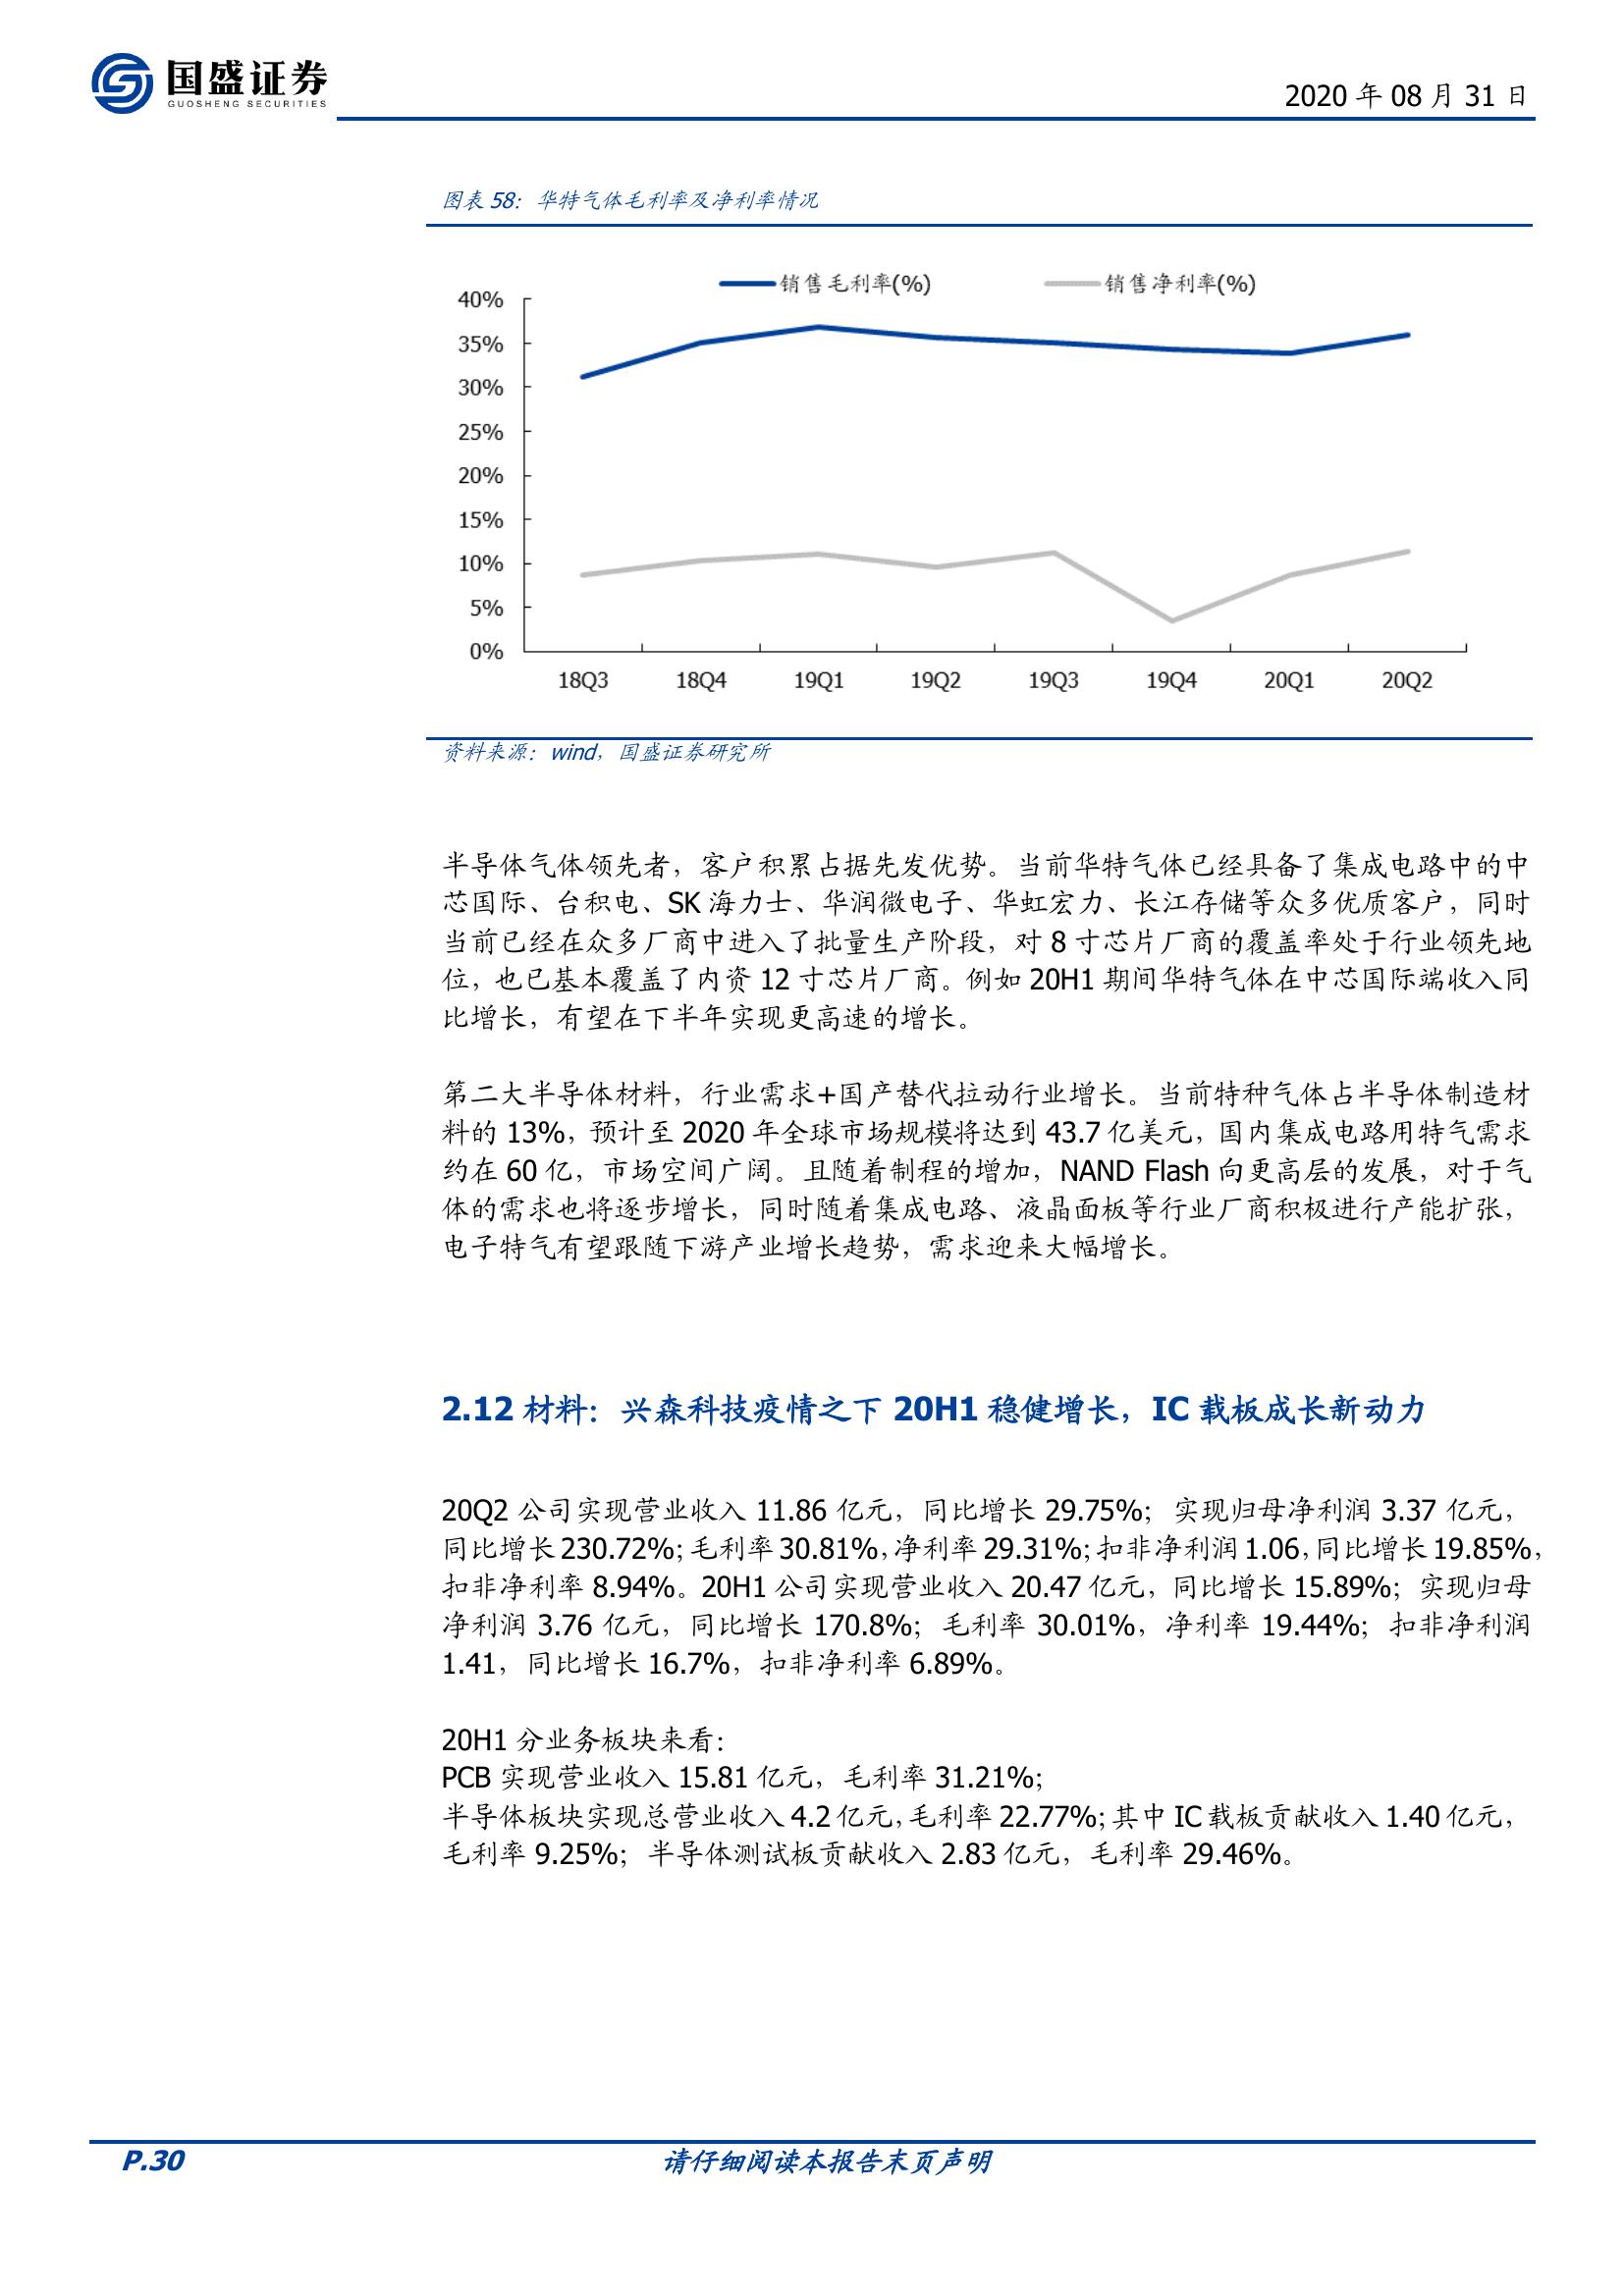 国盛证券
GUOSHENG SECURITIES
2020 年 08 月 31 日
图表 58：华特气体毛利率及净利率情况
销售毛利率(%)
销售净利率(%)
40%
35%
30%
25%
20%
15%
10%
5%
0%
18Q3 18Q4 19Q1 19Q2 19Q3 19Q4 20Q1 20Q2
资料来源：wind，国盛证券研究所
半导体气体领先者，客户积累占据先发优势。当前华特气体已经具备了集成电路中的中
芯国际、台积电、SK 海力士、华润微电子、华虹宏力、长江存储等众多优质客户，同时
当前已经在众多厂商中进入了批量生产阶段，对 8 寸芯片厂商的覆盖率处于行业领先地
位，也已基本覆盖了内资 12 寸芯片厂商。例如 20H1 期间华特气体在中芯国际端收入同
比增长，有望在下半年实现更高速的增长。
第二大半导体材料，行业需求+国产替代拉动行业增长。当前特种气体占半导体制造材
料的 13%，预计至 2020 年全球市场规模将达到 43.7 亿美元，国内集成电路用特气需求
约在 60 亿，市场空间广阔。且随着制程的增加，NAND Flash 向更高层的发展，对于气
体的需求也将逐步增长，同时随着集成电路、液晶面板等行业厂商积极进行产能扩张，
电子特气有望跟随下游产业增长趋势，需求迎来大幅增长。
2.12 材料：兴森科技疫情之下 20H1 稳健增长，IC 载板成长新动力
20Q2 公司实现营业收入 11.86 亿元，同比增长 29.75%；实现归母净利润 3.37 亿元，
同比增长 230.72%；毛利率 30.81%，净利率 29.31%；扣非净利润 1.06，同比增长 19.85%，
扣非净利率 8.94%。20H1 公司实现营业收入 20.47 亿元，同比增长 15.89%；实现归母
净利润 3.76 亿元，同比增长 170.8%；毛利率 30.01%，净利率 19.44%；扣非净利润
1.41，同比增长 16.7%，扣非净利率 6.89%。
20H1 分业务板块来看：
PCB 实现营业收入 15.81 亿元，毛利率 31.21%；
半导体板块实现总营业收入 4.2 亿元，毛利率 22.77%；其中 IC 载板贡献收入 1.40 亿元，
毛利率 9.25%；半导体测试板贡献收入 2.83 亿元，毛利率 29.46%。
P.30
请仔细阅读本报告末页声明